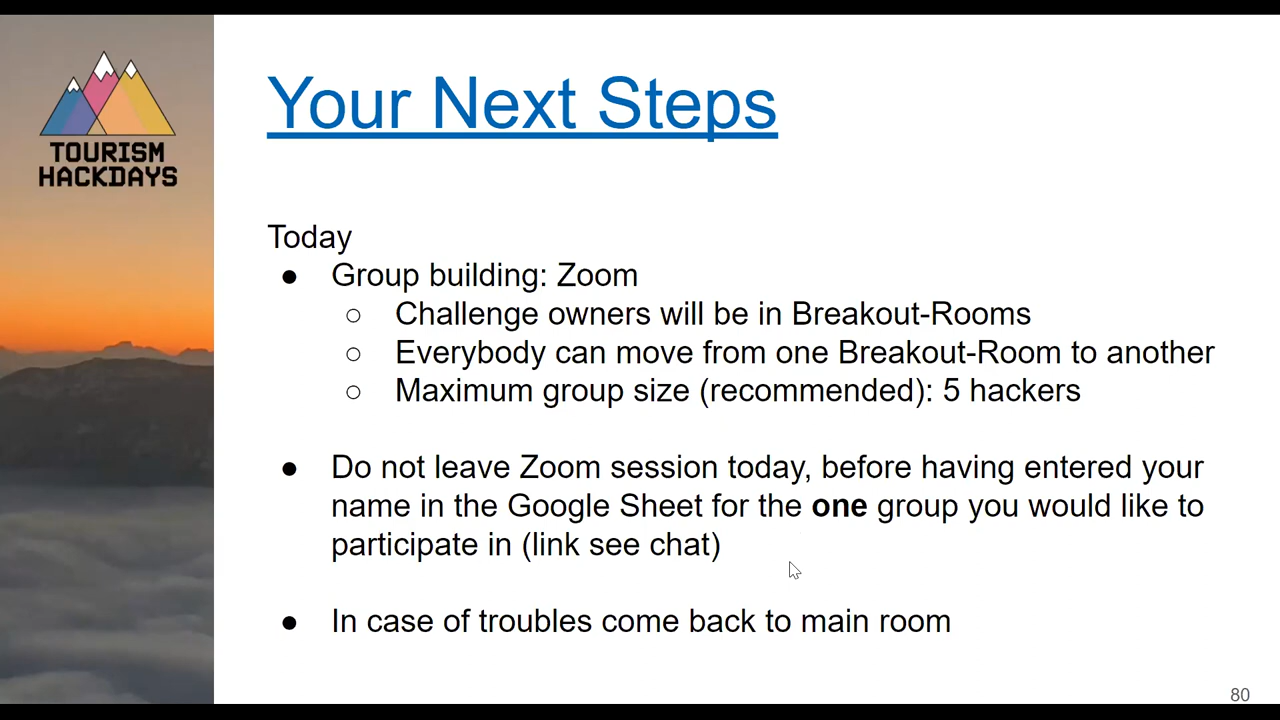 TOURISM
HACKDAYS
Your Next Steps
Today
● Group building: Zoom
○ Challenge owners will be in Breakout-Rooms
○ Everybody can move from one Breakout-Room to another
○ Maximum group size (recommended): 5 hackers
● Do not leave Zoom session today, before having entered your
name in the Google Sheet for the one group you would like to
participate in (link see chat)
● In case of troubles come back to main room
80